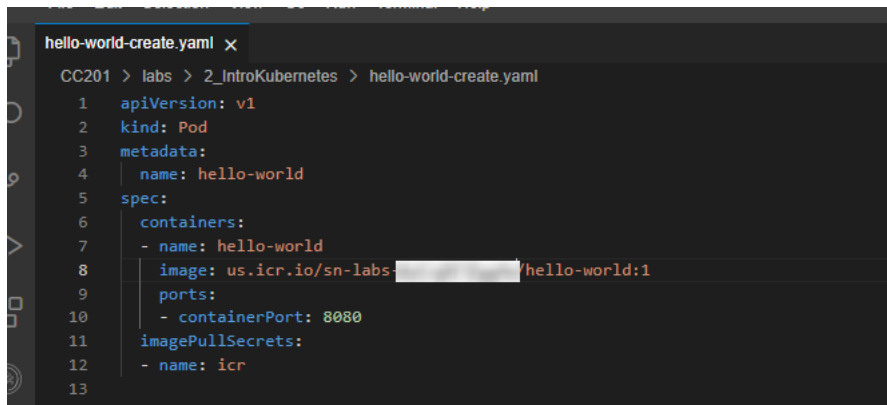 hello-world-create.yaml ×
CC201 > labs > 2_IntroKubernetes > hello-world-create.yaml
1 apiVersion: v1
2 kind: Pod
3 metadata:
4   name: hello-world
5 spec:
6   containers:
7   - name: hello-world
8     image: us.icr.io/sn-labs- /hello-world:1
9     ports:
10     - containerPort: 8080
11   imagePullSecrets:
12   - name: icr
13